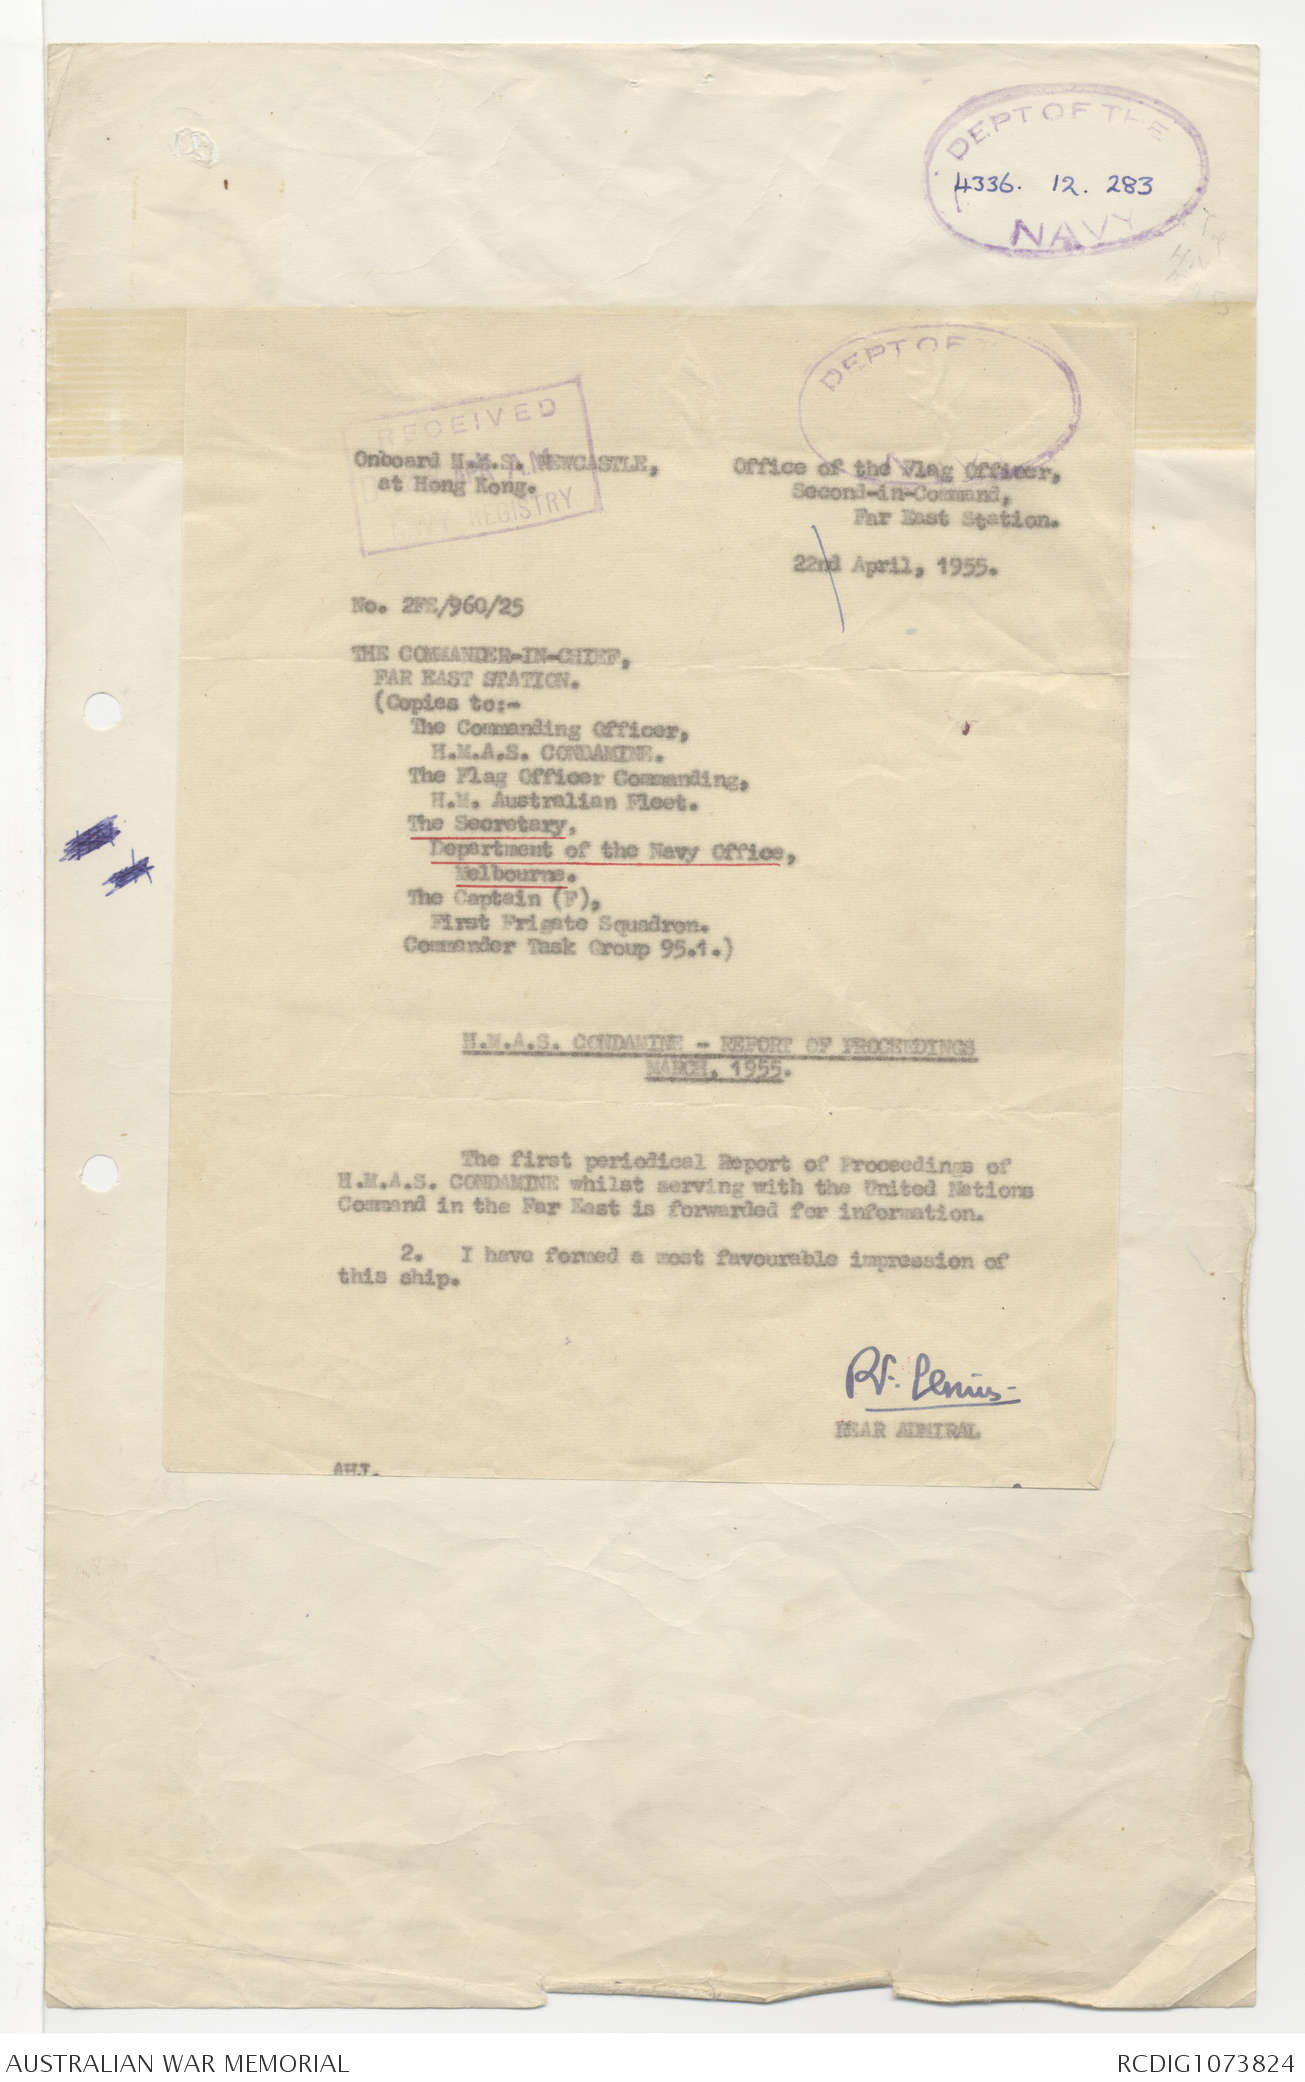 DEPT OF THE
4336. 12. 283
NAVY
DEPT OF
RECEIVED
REGISTRY
Onboard H.M.S. NEWCASTLE,
at Hong Kong.
Office of the Flag Officer,
Second-in-Command,
Far East Station.
22nd April, 1955.
No. 2FE/960/25
THE COMMANDER-IN-CHIEF,
FAR EAST STATION.
(Copies to:-
The Commanding Officer,
H.M.A.S. CONDAMINE.
The Flag Officer Commanding,
H.M. Australian Fleet.
The Secretary,
Department of the Navy Office,
Melbourne.
The Captain (F),
First Frigate Squadron.
Commander Task Group 95.1.)
H.M.A.S. CONDAMINE - REPORT OF PROCEEDINGS
MARCH, 1955.
The first periodical Report of Proceedings of
H.M.A.S. CONDAMINE whilst serving with the United Nations
Command in the Far East is forwarded for information.
2. I have formed a most favourable impression of
this ship.
REAR ADMIRAL
AUSTRALIAN WAR MEMORIAL
RCDIG1073824